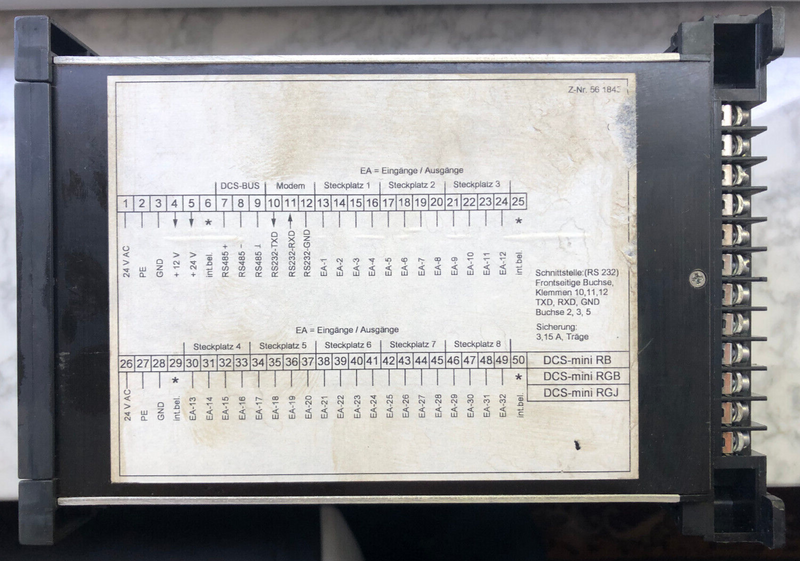 Z-Nr. 56 184
EA = Eingänge / Ausgänge
DCS-BUS Modem Steckplatz 1 Steckplatz 2 Steckplatz 3
1 2 3 4 5 6 7 8 9 10 11 12 13 14 15 16 17 18 19 20 21 22 23 24 25
* *
24 V AC PE GND + 12 V + 24 V int.bel. RS485 + RS485 - RS485 ⊥ RS232-TXD RS232-RXD RS232-GND EA-1 EA-2 EA-3 EA-4 EA-5 EA-6 EA-7 EA-8 EA-9 EA-10 EA-11 EA-12 int.bel.
Schnittstelle:(RS 232)
Frontseitige Buchse,
Klemmen 10,11,12
TXD, RXD, GND
Buchse 2, 3, 5
Sicherung:
3,15 A, Träge
EA = Eingänge / Ausgänge
Steckplatz 4 Steckplatz 5 Steckplatz 6 Steckplatz 7 Steckplatz 8
26 27 28 29 30 31 32 33 34 35 36 37 38 39 40 41 42 43 44 45 46 47 48 49 50
* *
24 V AC PE GND int.bel. EA-13 EA-14 EA-15 EA-16 EA-17 EA-18 EA-19 EA-20 EA-21 EA-22 EA-23 EA-24 EA-25 EA-26 EA-27 EA-28 EA-29 EA-30 EA-31 EA-32 int.bel.
DCS-mini RB
DCS-mini RGB
DCS-mini RGJ